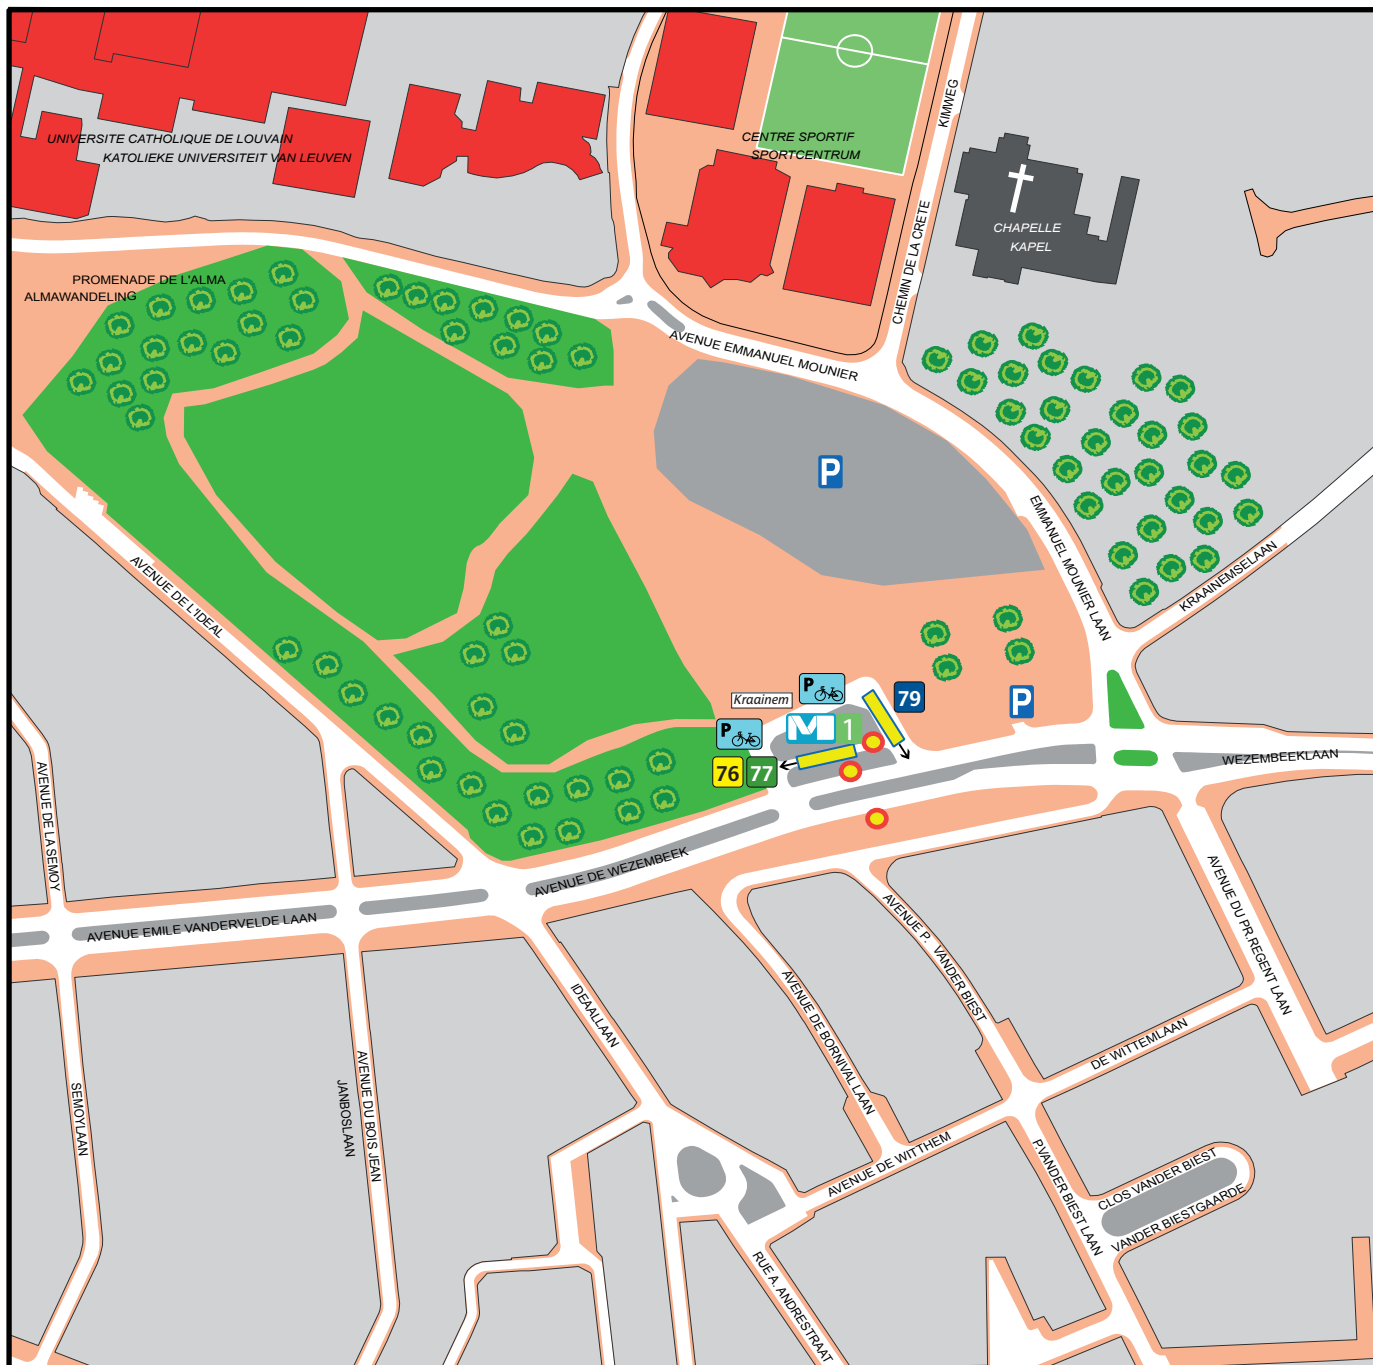 UNIVERSITE CATHOLIQUE DE LOUVAIN
KATOLIEKE UNIVERSITEIT VAN LEUVEN
CENTRE SPORTIF
SPORTCENTRUM
KIMWEG
CHEMIN DE LA CRETE
CHAPELLE
KAPEL
PROMENADE DE L'ALMA
ALMAWANDELING
AVENUE EMMANUEL MOUNIER
P
EMMANUEL MOUNIER LAAN
KRAAINEMSELAAN
AVENUE DE L'IDEAL
Kraainem
P
79
P
P
M 1
76 77
WEZEMBEEKLAAN
AVENUE DE LA SEMOY
AVENUE DE WEZEMBEEK
AVENUE EMILE VANDERVELDE LAAN
AVENUE P. VANDER BIEST
AVENUE DU PR.REGENT LAAN
IDEAALLAAN
AVENUE DE BORNIVAL LAAN
DE WITTEMLAAN
SEMOYLAAN
JANBOSLAAN
AVENUE DU BOIS JEAN
AVENUE DE WITTHEM
P.VANDER BIEST LAAN
CLOS VANDER BIEST
VANDER BIESTGAARDE
RUE A. ANDRESTRAAT